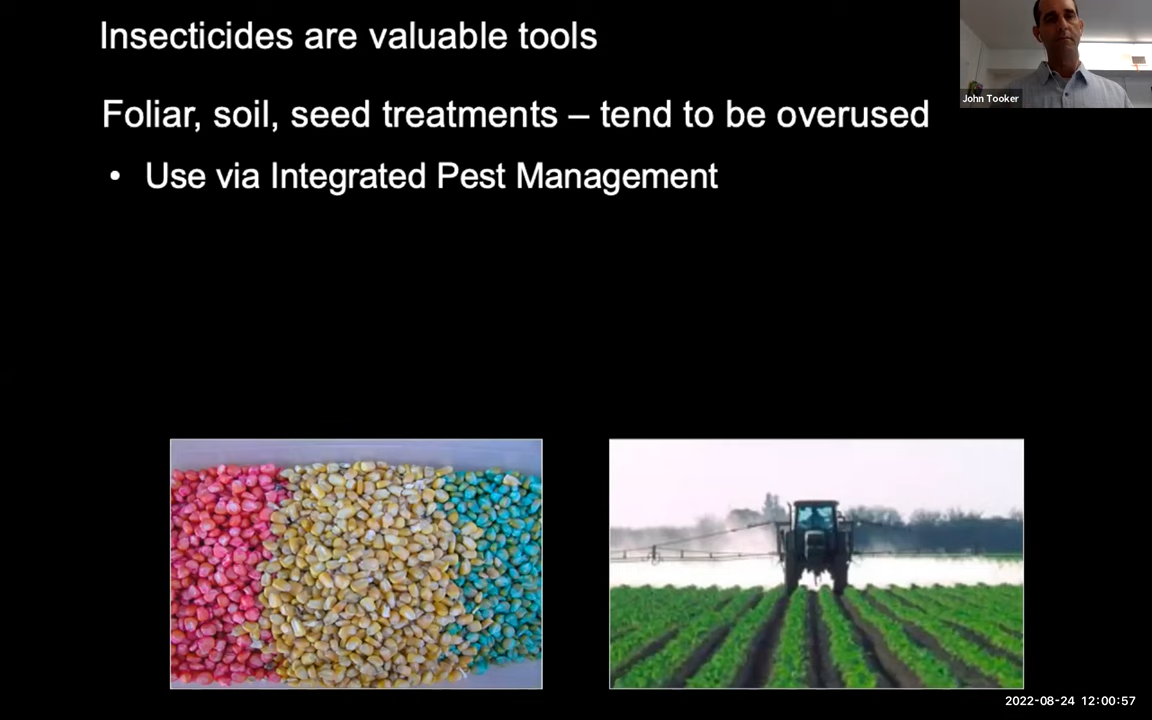 Insecticides are valuable tools
John Tooker
Foliar, soil, seed treatments – tend to be overused
• Use via Integrated Pest Management
2022-08-24 12:00:57